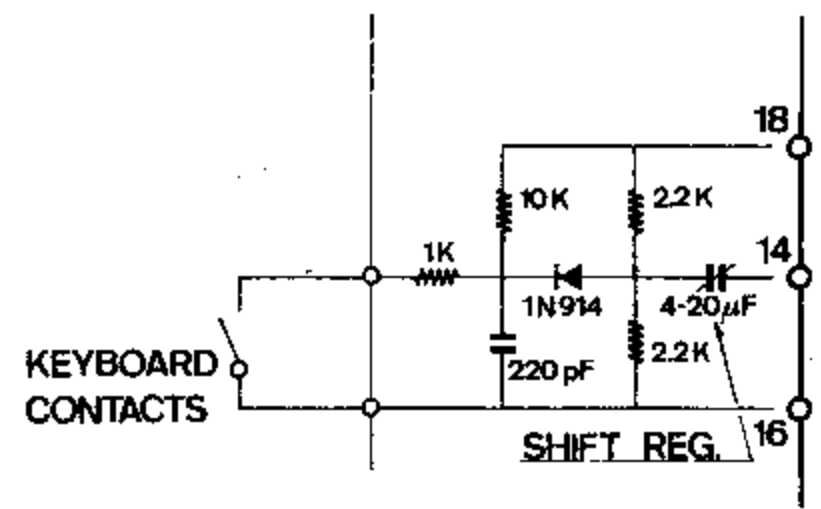 18
10K
2.2K
14
1K
1N914
4-20µF
KEYBOARD
CONTACTS
220pF
2.2K
16
SHIFT REG.